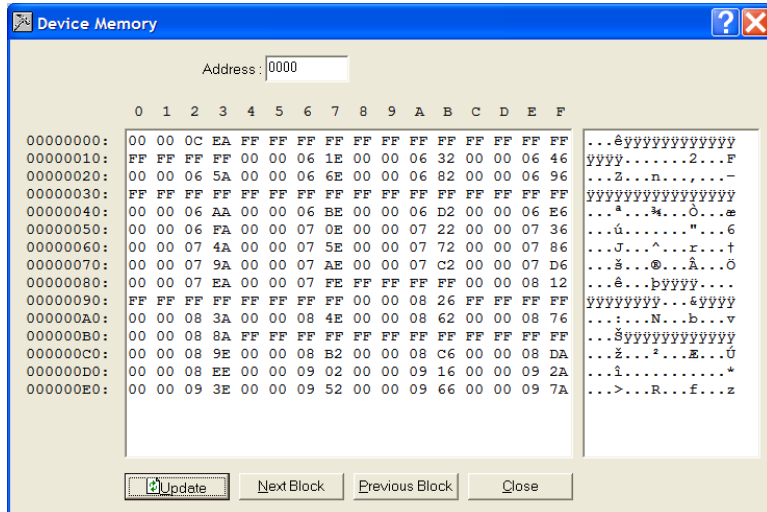 Device Memory
Address : 0000
0 1 2 3 4 5 6 7 8 9 A B C D E F
00000000: 00 00 0C EA FF FF FF FF FF FF FF FF FF FF FF FF ...êÿÿÿÿÿÿÿÿÿÿÿÿ
00000010: FF FF FF FF 00 00 06 1E 00 00 06 32 00 00 06 46 ÿÿÿÿ.......2...F
00000020: 00 00 06 5A 00 00 06 6E 00 00 06 82 00 00 06 96 ...Z...n...‚...–
00000030: FF FF FF FF FF FF FF FF FF FF FF FF FF FF FF FF ÿÿÿÿÿÿÿÿÿÿÿÿÿÿÿÿ
00000040: 00 00 06 AA 00 00 06 BE 00 00 06 D2 00 00 06 E6 ...ª...¾...Ò...æ
00000050: 00 00 06 FA 00 00 07 0E 00 00 07 22 00 00 07 36 ...ú......."...6
00000060: 00 00 07 4A 00 00 07 5E 00 00 07 72 00 00 07 86 ...J...^...r...†
00000070: 00 00 07 9A 00 00 07 AE 00 00 07 C2 00 00 07 D6 ...š...®...Â...Ö
00000080: 00 00 07 EA 00 00 07 FE FF FF FF FF 00 00 08 12 ...ê...þÿÿÿÿ....
00000090: FF FF FF FF FF FF FF FF 00 00 08 26 FF FF FF FF ÿÿÿÿÿÿÿÿ...&ÿÿÿÿ
000000A0: 00 00 08 3A 00 00 08 4E 00 00 08 62 00 00 08 76 ...:...N...b...v
000000B0: 00 00 08 8A FF FF FF FF FF FF FF FF FF FF FF FF ...Šÿÿÿÿÿÿÿÿÿÿÿÿ
000000C0: 00 00 08 9E 00 00 08 B2 00 00 08 C6 00 00 08 DA ...ž...²...Æ...Ú
000000D0: 00 00 08 EE 00 00 09 02 00 00 09 16 00 00 09 2A ...î...........*
000000E0: 00 00 09 3E 00 00 09 52 00 00 09 66 00 00 09 7A ...>...R...f...z
Update Next Block Previous Block Close